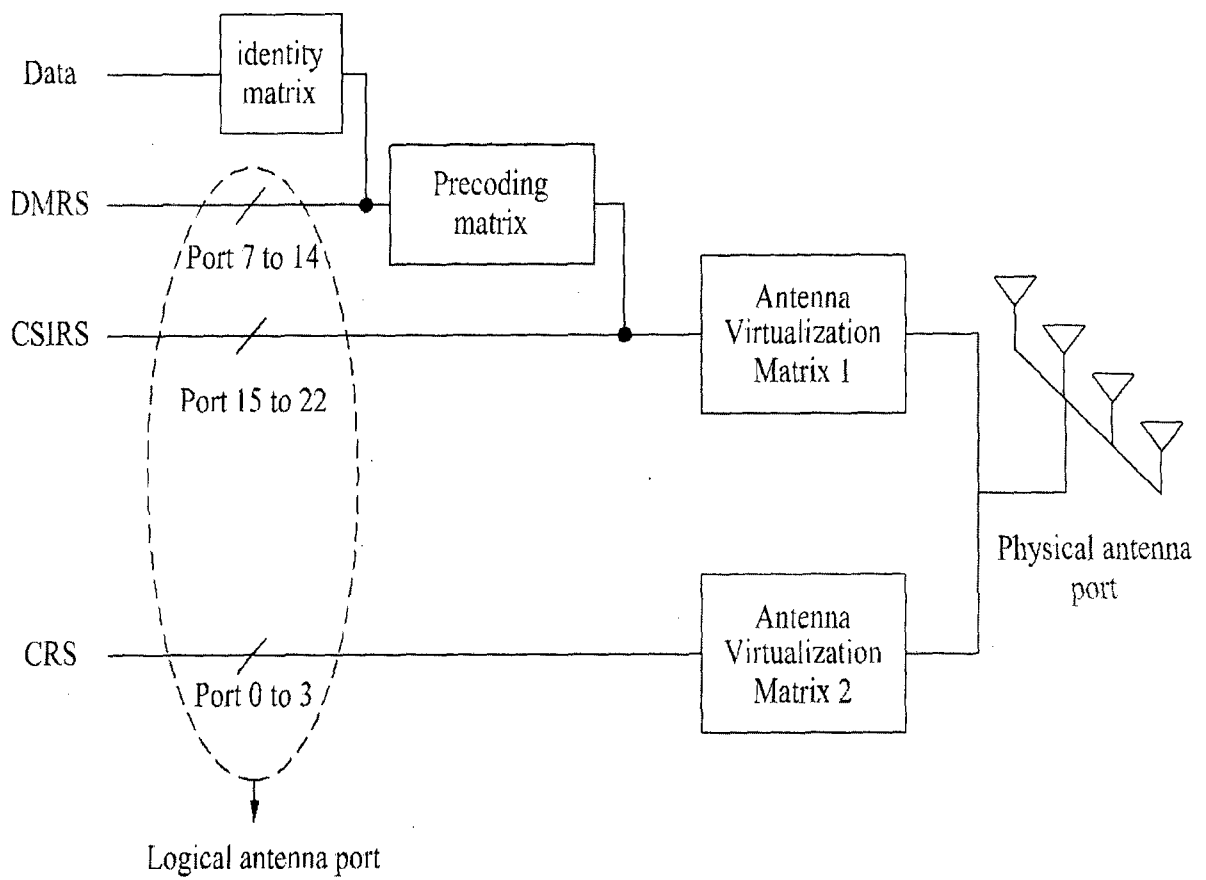 Data
identity
matrix
DMRS
Precoding
matrix
Port 7 to 14
CSIRS
Port 15 to 22
Antenna
Virtualization
Matrix 1
Physical antenna
port
CRS
Port 0 to 3
Antenna
Virtualization
Matrix 2
Logical antenna port